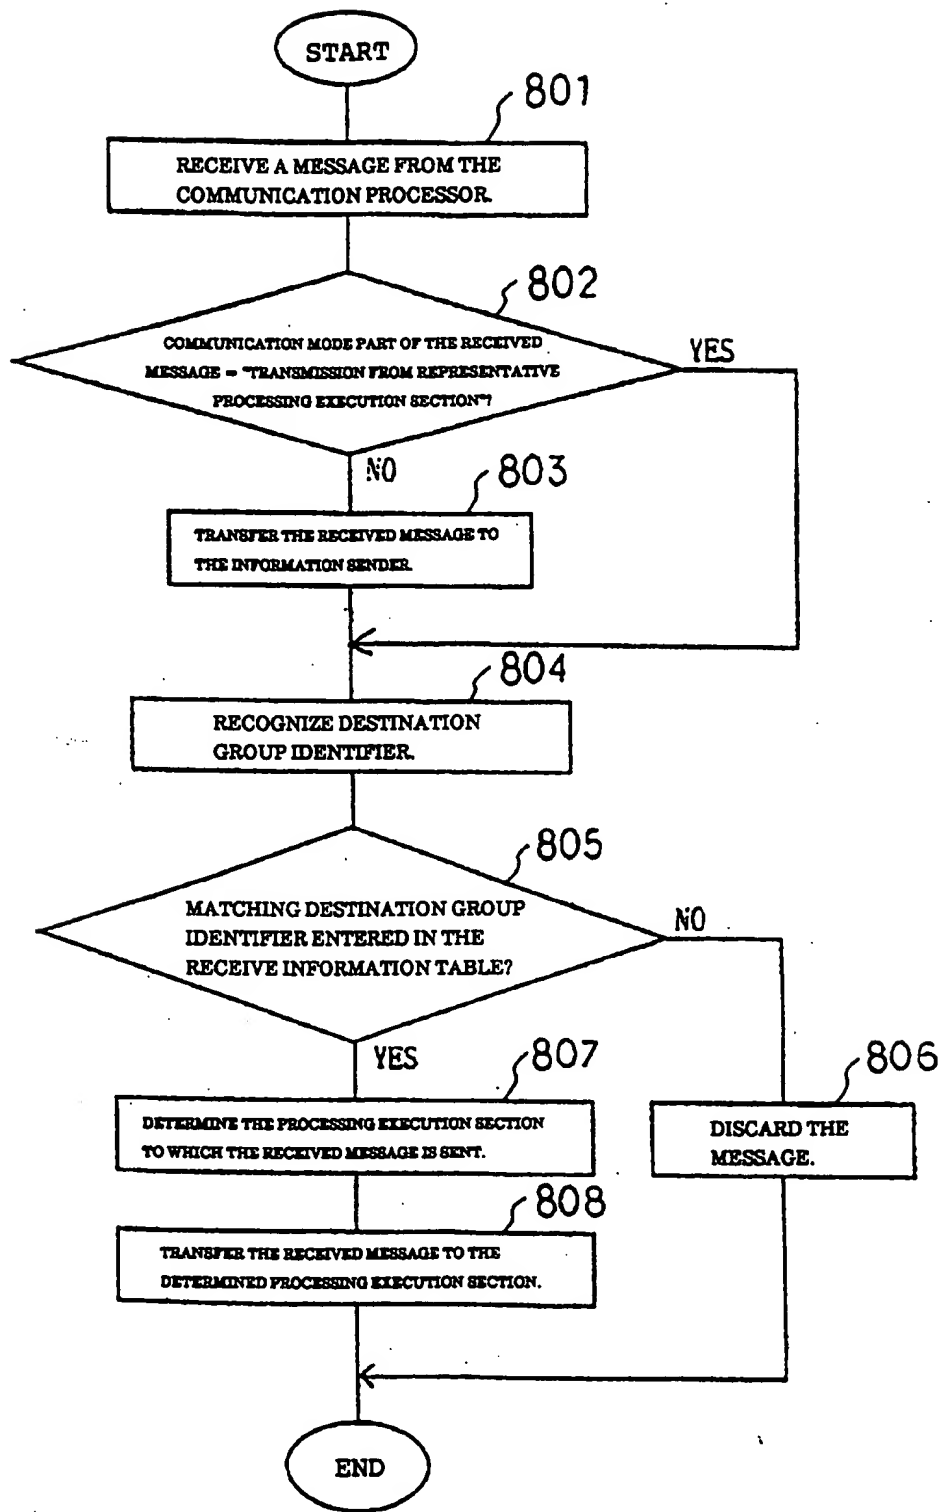 START
801
RECEIVE A MESSAGE FROM THE
COMMUNICATION PROCESSOR.
802
COMMUNICATION MODE PART OF THE RECEIVED
MESSAGE = "TRANSMISSION FROM REPRESENTATIVE
PROCESSING EXECUTION SECTION"?
YES
NO
803
TRANSFER THE RECEIVED MESSAGE TO
THE INFORMATION SENDER.
804
RECOGNIZE DESTINATION
GROUP IDENTIFIER.
805
MATCHING DESTINATION GROUP
IDENTIFIER ENTERED IN THE
RECEIVE INFORMATION TABLE?
NO
YES
807
806
DETERMINE THE PROCESSING EXECUTION SECTION
TO WHICH THE RECEIVED MESSAGE IS SENT.
DISCARD THE
MESSAGE.
808
TRANSFER THE RECEIVED MESSAGE TO THE
DETERMINED PROCESSING EXECUTION SECTION.
END